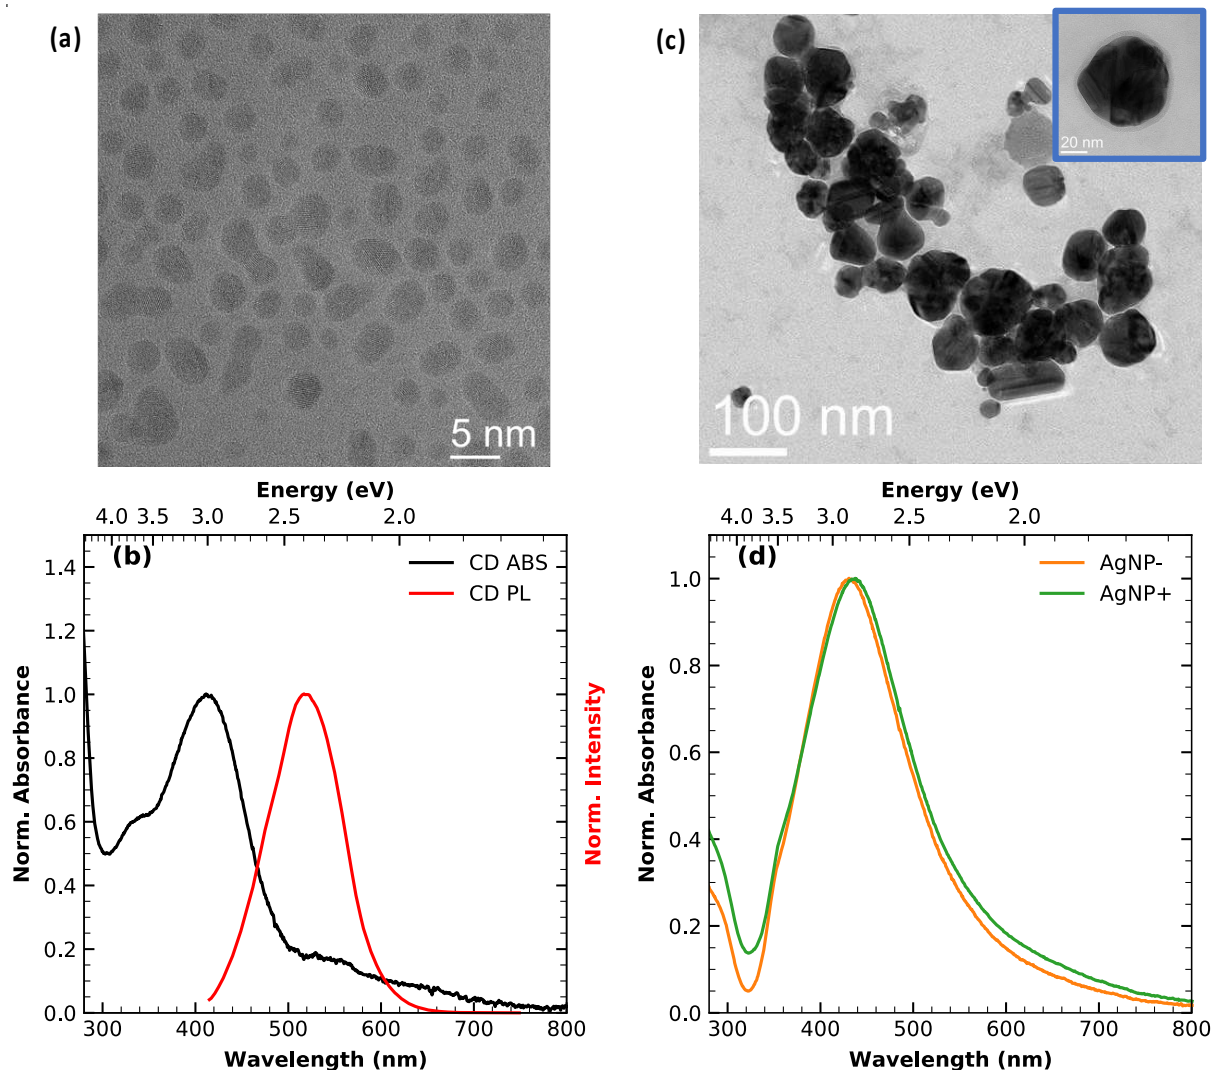 (a)
5 nm
(c)
20 nm
100 nm
Energy (eV)
4.0 3.5 3.0 2.5 2.4 2.0
(b)
CD ABS
CD PL
1.4
1.2
1.0
0.8
0.6
0.4
0.2
0.0
Norm. Absorbance
Norm. Intensity
300 400 500 600 700 800
Wavelength (nm)
Energy (eV)
4.0 3.5 3.0 2.5 2.4 2.0
(d)
AgNP-
AgNP+
1.0
0.8
0.6
0.4
0.2
0.0
Norm. Absorbance
300 400 500 600 700 800
Wavelength (nm)